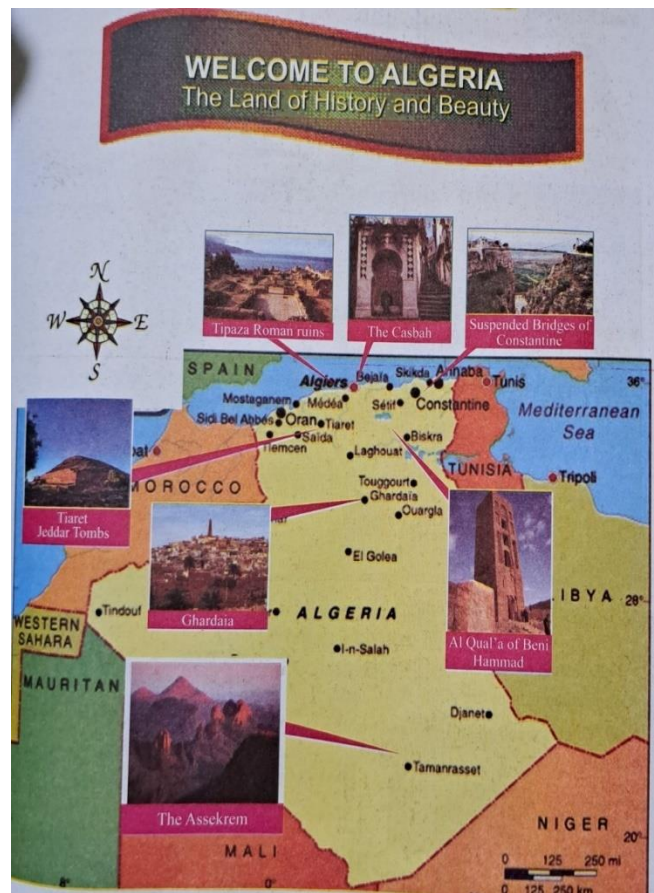 WELCOME TO ALGERIA
The Land of History and Beauty
N
W
E
S
Tipaza Roman ruins
The Casbah
Suspended Bridges of
Constantine
SPAIN
Algiers
Bejaïa
Skikda
Annaba
Tunis
36°
Mostaganem
Médéa
Sétif
Constantine
Mediterranean
Sea
Sidi Bel Abbés
Oran
Tiaret
Saïda
Biskra
Tlemcen
Laghouat
TUNISIA
Tripoli
MOROCCO
Touggourt
Ghardaïa
Ouargla
Tiaret
Jeddar Tombs
El Golea
Ghardaia
Al Qual'a of Beni
Hammad
IBYA
28°
Tindouf
ALGERIA
WESTERN
SAHARA
I-n-Salah
MAURITAN
Djanet
Tamanrasset
The Assekrem
NIGER
MALI
20°
0 125 250 mi
0 125 250 km
8°
0°